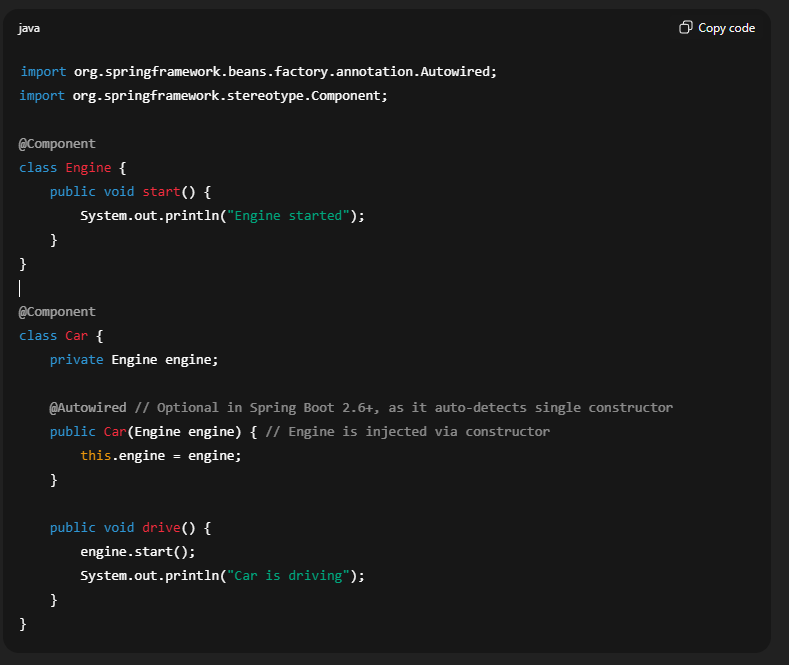 java
Copy code
import org.springframework.beans.factory.annotation.Autowired;
import org.springframework.stereotype.Component;
@Component
class Engine {
    public void start() {
        System.out.println("Engine started");
    }
}
@Component
class Car {
    private Engine engine;
    @Autowired // Optional in Spring Boot 2.6+, as it auto-detects single constructor
    public Car(Engine engine) { // Engine is injected via constructor
        this.engine = engine;
    }
    public void drive() {
        engine.start();
        System.out.println("Car is driving");
    }
}